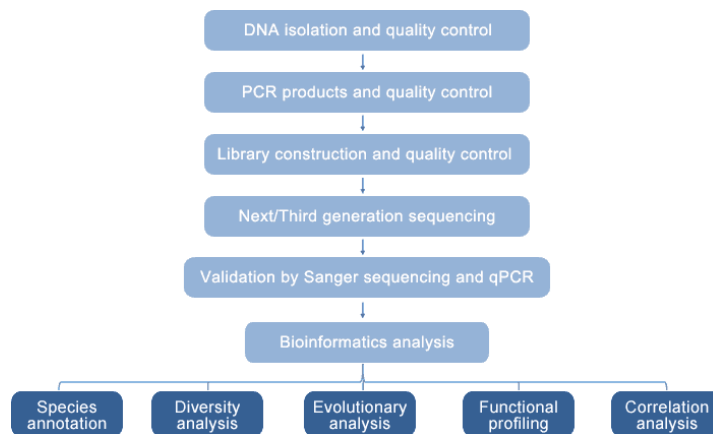 DNA isolation and quality control
PCR products and quality control
Library construction and quality control
Next/Third generation sequencing
Validation by Sanger sequencing and qPCR
Bioinformatics analysis
Species
annotation
Diversity
analysis
Evolutionary
analysis
Functional
profiling
Correlation
analysis